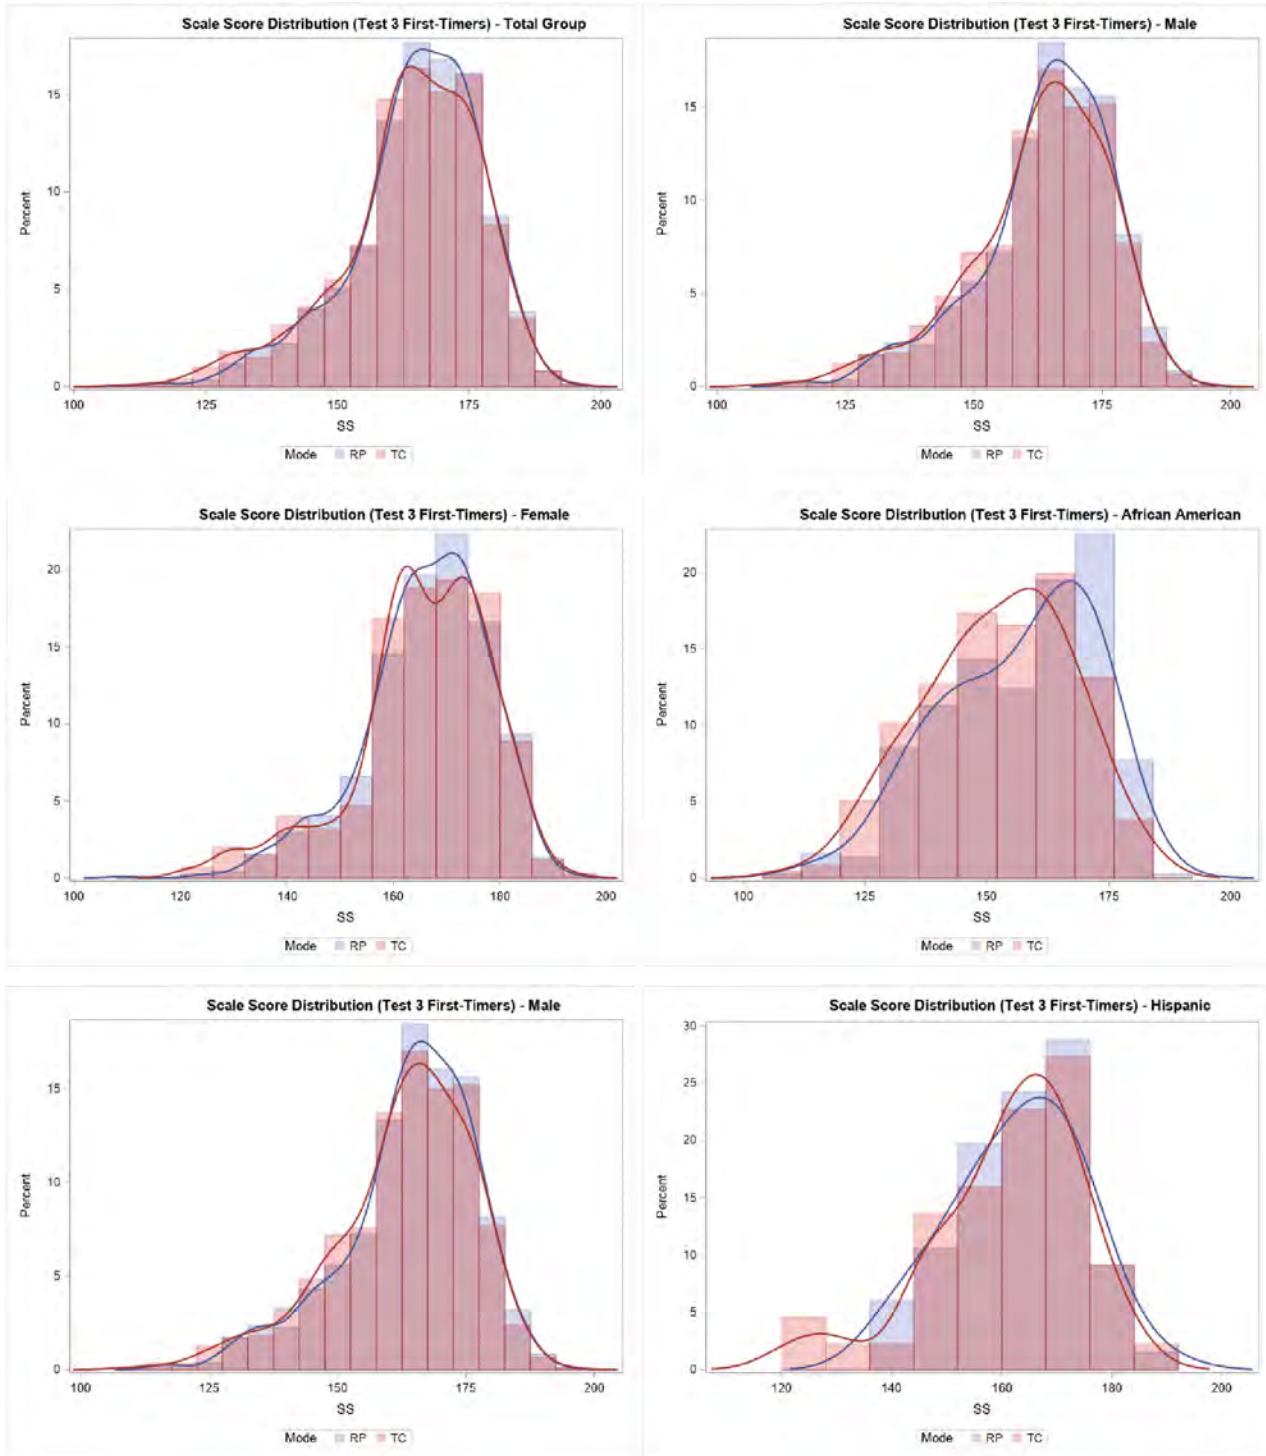 Scale Score Distribution (Test 3 First-Timers) - Total Group
15
10
5
0
Percent
100 125 150 175 200
SS
Mode RP TC
Scale Score Distribution (Test 3 First-Timers) - Male
15
10
5
0
Percent
100 125 150 175 200
SS
Mode RP TC
Scale Score Distribution (Test 3 First-Timers) - Female
20
15
10
5
0
Percent
100 120 140 160 180 200
SS
Mode RP TC
Scale Score Distribution (Test 3 First-Timers) - African American
20
15
10
5
0
Percent
100 125 150 175 200
SS
Mode RP TC
Scale Score Distribution (Test 3 First-Timers) - Male
15
10
5
0
Percent
100 125 150 175 200
SS
Mode RP TC
Scale Score Distribution (Test 3 First-Timers) - Hispanic
30
25
20
15
10
5
0
Percent
120 140 160 180 200
SS
Mode RP TC